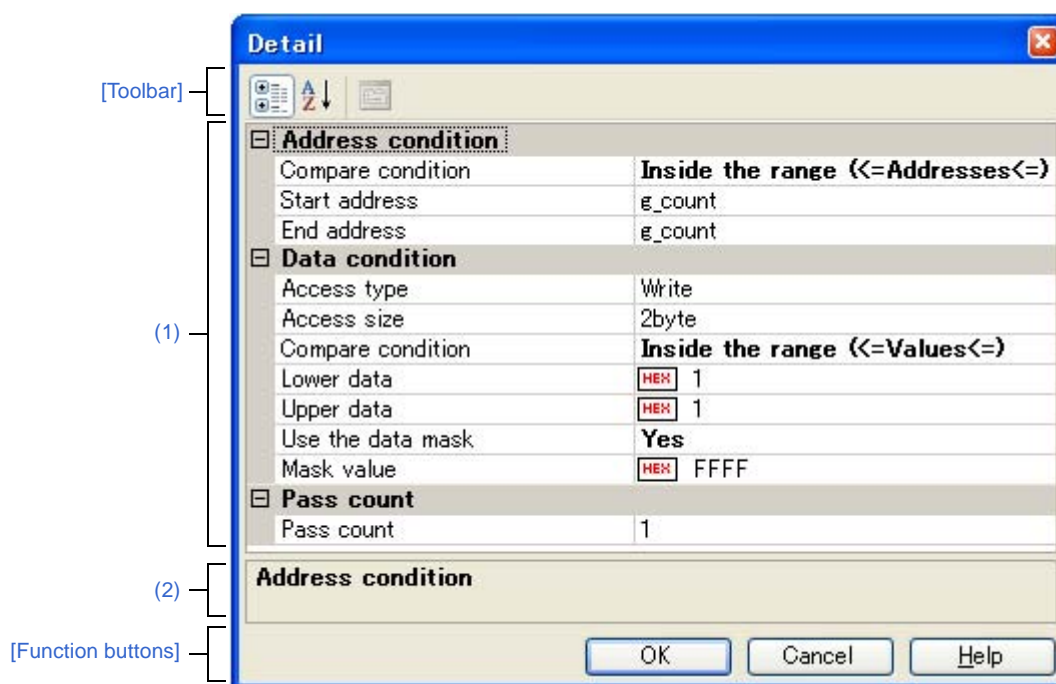 Detail
[Toolbar]
Address condition
Compare condition Inside the range (<=Addresses<=)
Start address g_count
End address g_count
Data condition
Access type Write
Access size 2byte
(1)
Compare condition Inside the range (<=Values<=)
Lower data HEX 1
Upper data HEX 1
Use the data mask Yes
Mask value HEX FFFF
Pass count
Pass count 1
(2)
Address condition
[Function buttons]
OK Cancel Help